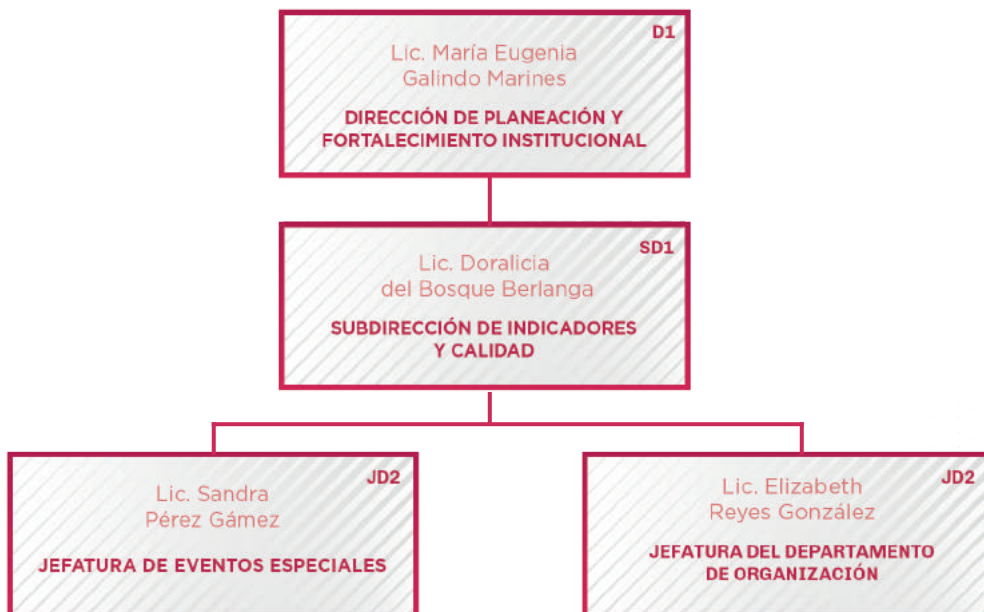 D1
Lic. María Eugenia
Galindo Marines
DIRECCIÓN DE PLANEACIÓN Y
FORTALECIMIENTO INSTITUCIONAL
SD1
Lic. Doralicia
del Bosque Berlanga
SUBDIRECCIÓN DE INDICADORES
Y CALIDAD
JD2
Lic. Sandra
Pérez Gámez
JEFATURA DE EVENTOS ESPECIALES
JD2
Lic. Elizabeth
Reyes González
JEFATURA DEL DEPARTAMENTO
DE ORGANIZACIÓN